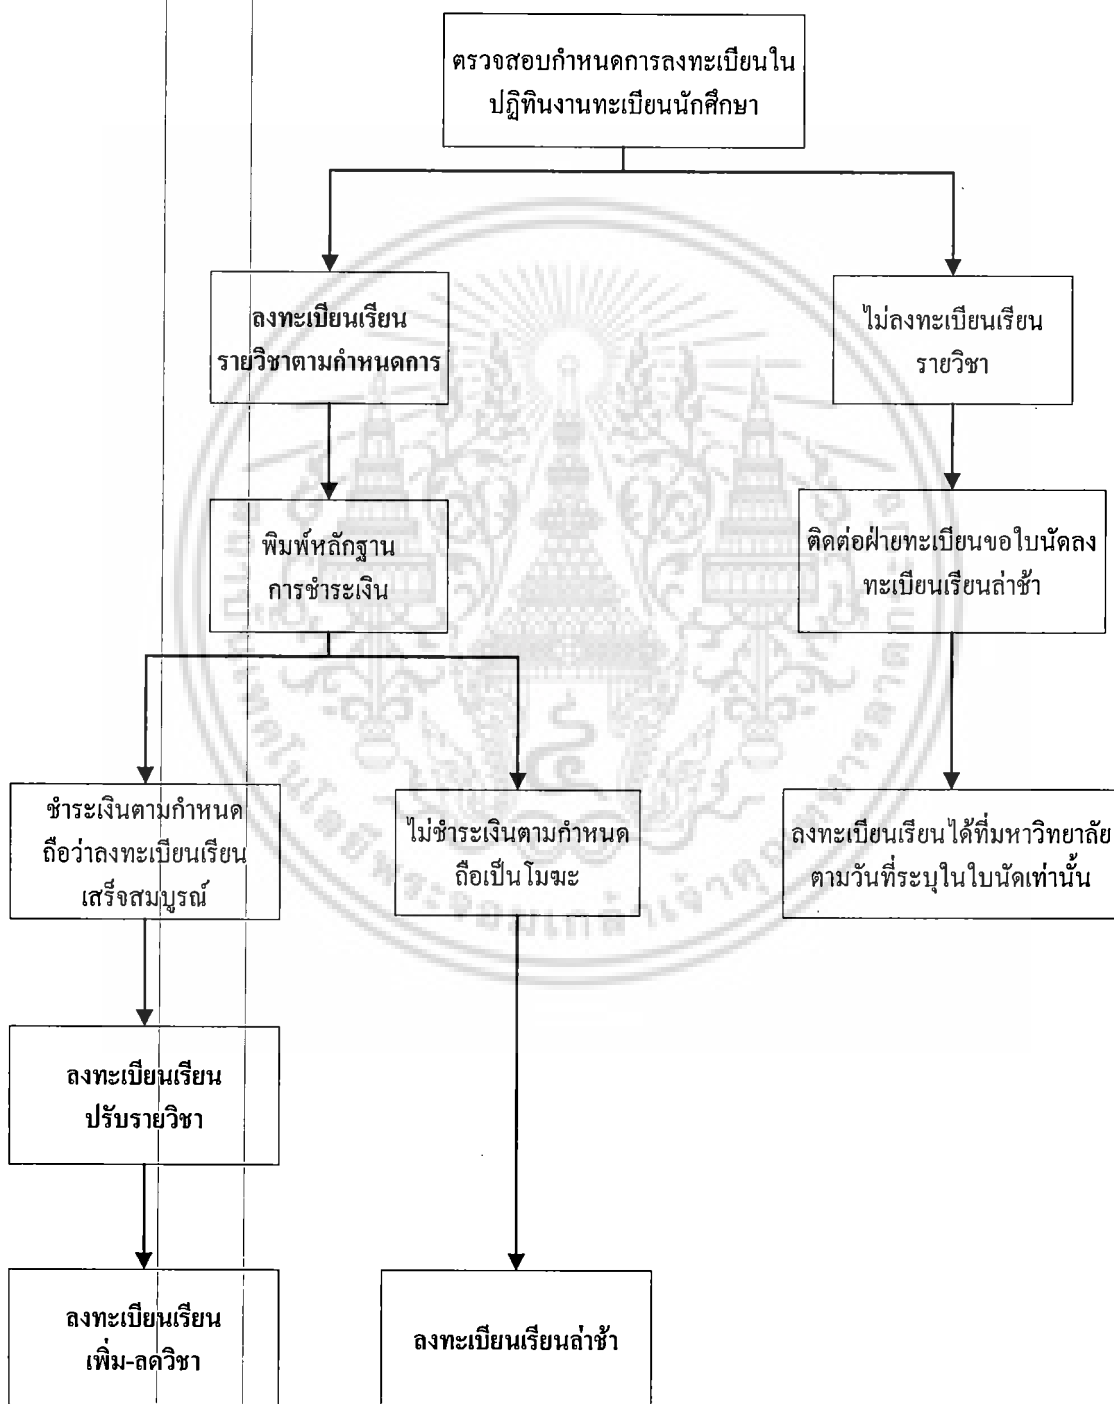 ตรวจสอบกำหนดการลงทะเบียนใน
ปฏิทินงานทะเบียนนักศึกษา
ลงทะเบียนเรียน
รายวิชาตามกำหนดการ
ไม่ลงทะเบียนเรียน
รายวิชา
พิมพ์หลักฐาน
การชำระเงิน
ติดต่อฝ่ายทะเบียนขอใบนัดลง
ทะเบียนเรียนล่าช้า
ชำระเงินตามกำหนด
ถือว่าลงทะเบียนเรียน
เสร็จสมบูรณ์
ไม่ชำระเงินตามกำหนด
ถือเป็นโมฆะ
ลงทะเบียนเรียนได้ที่มหาวิทยาลัย
ตามวันที่ระบุในใบนัดเท่านั้น
ลงทะเบียนเรียน
ปรับรายวิชา
ลงทะเบียนเรียน
เพิ่ม-ลดวิชา
ลงทะเบียนเรียนล่าช้า